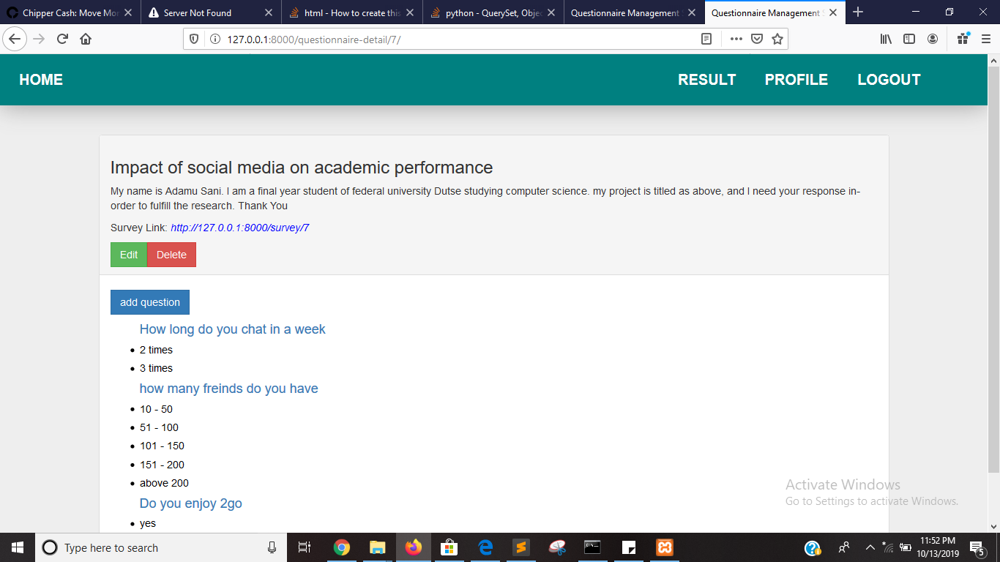 Chipper Cash: Move Mor
Server Not Found
html - How to create this
python - QuerySet, Objec
Questionnaire Management S
Questionnaire Management S
127.0.0.1:8000/questionnaire-detail/7/
HOME
RESULT
PROFILE
LOGOUT
Impact of social media on academic performance
My name is Adamu Sani. I am a final year student of federal university Dutse studying computer science. my project is titled as above, and I need your response in-
order to fulfill the research. Thank You
Survey Link: http://127.0.0.1:8000/survey/7
Edit
Delete
add question
How long do you chat in a week
2 times
3 times
how many freinds do you have
10 - 50
51 - 100
101 - 150
151 - 200
above 200
Do you enjoy 2go
yes
Activate Windows
Go to Settings to activate Windows.
Type here to search
11:52 PM
10/13/2019
5